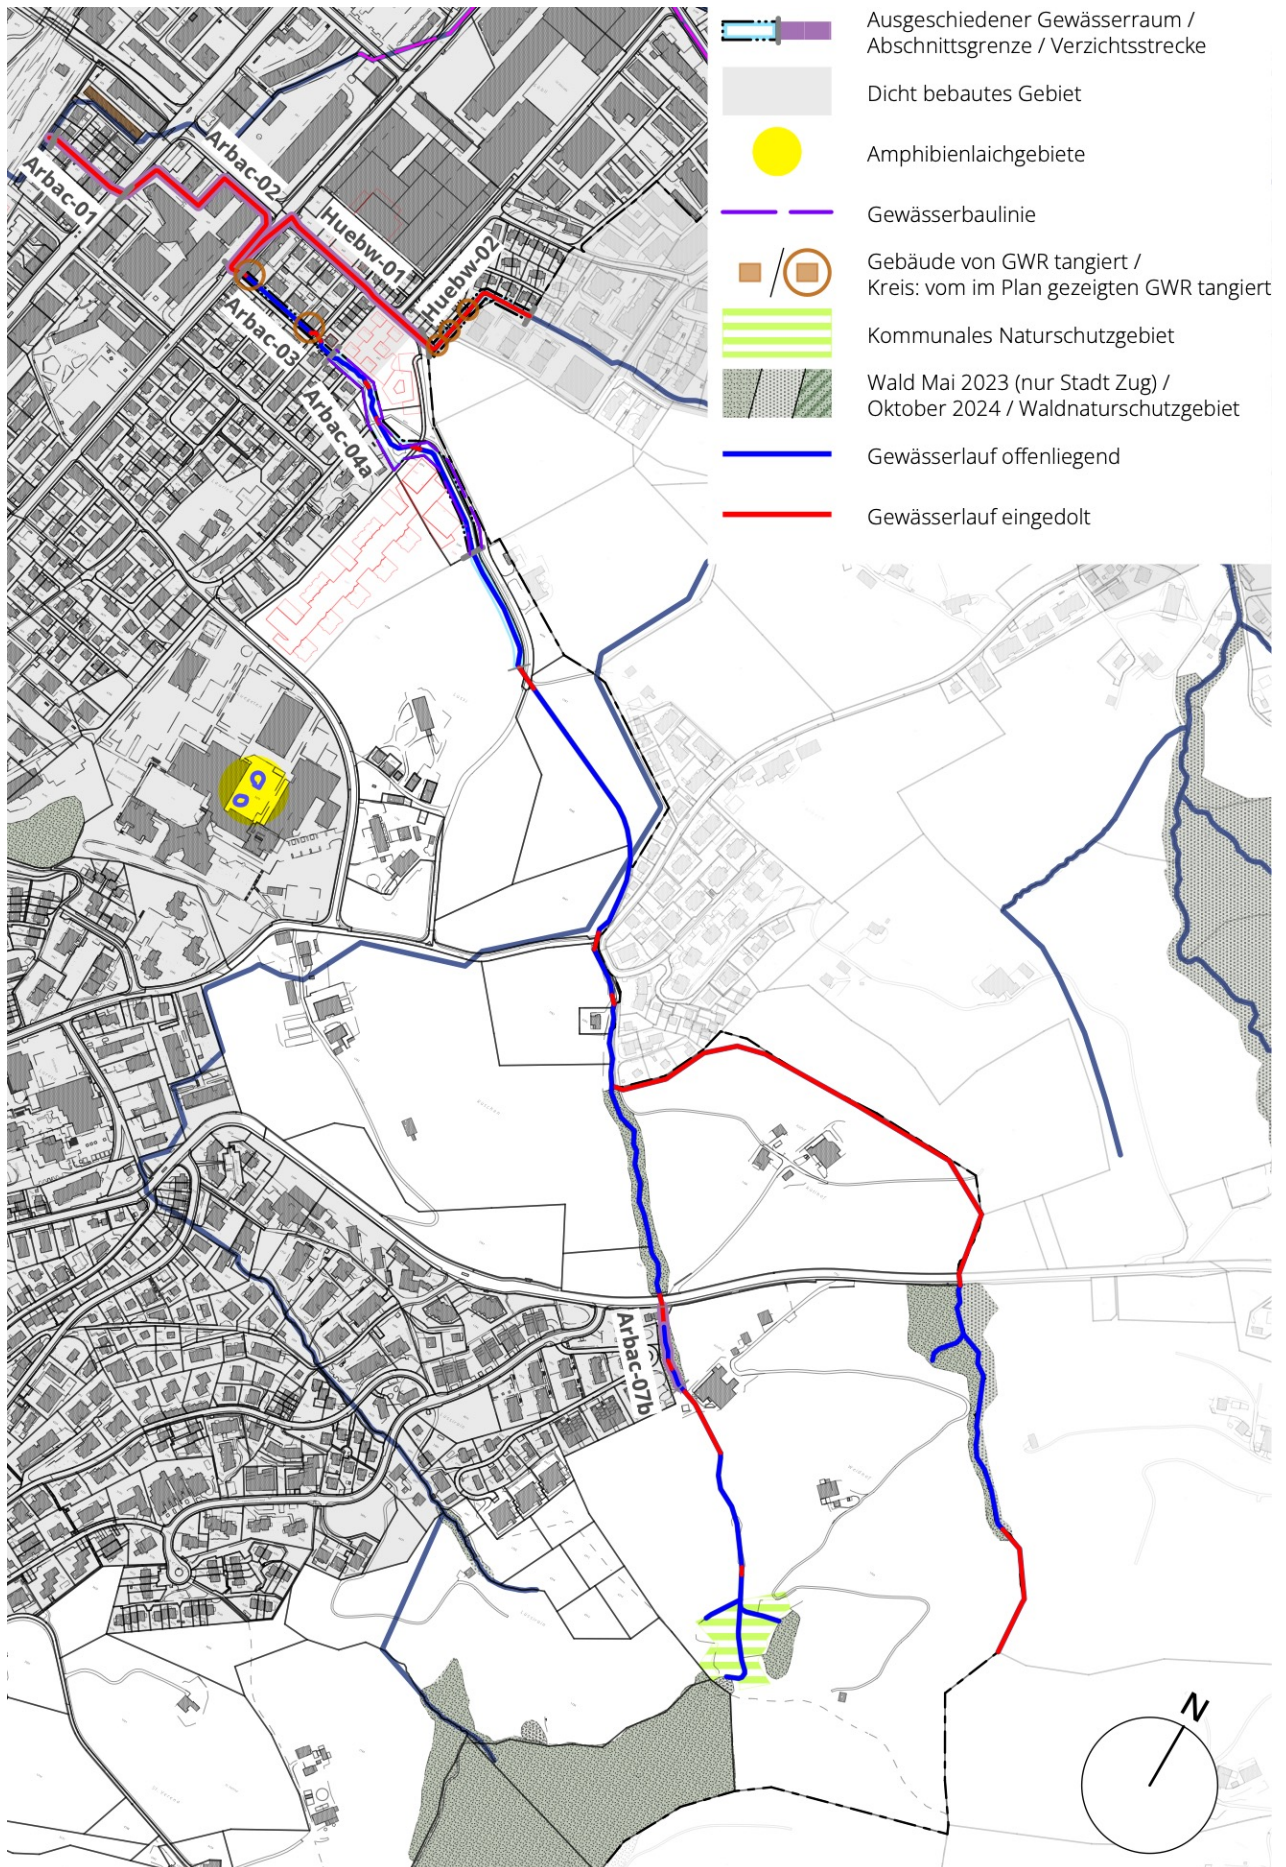 Ausgeschiedener Gewässerraum /
Abschnittsgrenze / Verzichtsstrecke
Dicht bebautes Gebiet
Amphibienlaichgebiete
Gewässerbaulinie
Gebäude von GWR tangiert /
Kreis: vom im Plan gezeigten GWR tangiert
Kommunales Naturschutzgebiet
Wald Mai 2023 (nur Stadt Zug) /
Oktober 2024 / Waldnaturschutzgebiet
Gewässerlauf offenliegend
Gewässerlauf eingedolt
Arbac-01
Arbac-02
Huebw-01
Huebw-02
Arbac-03
Arbac-04a
Arbac-07b
N